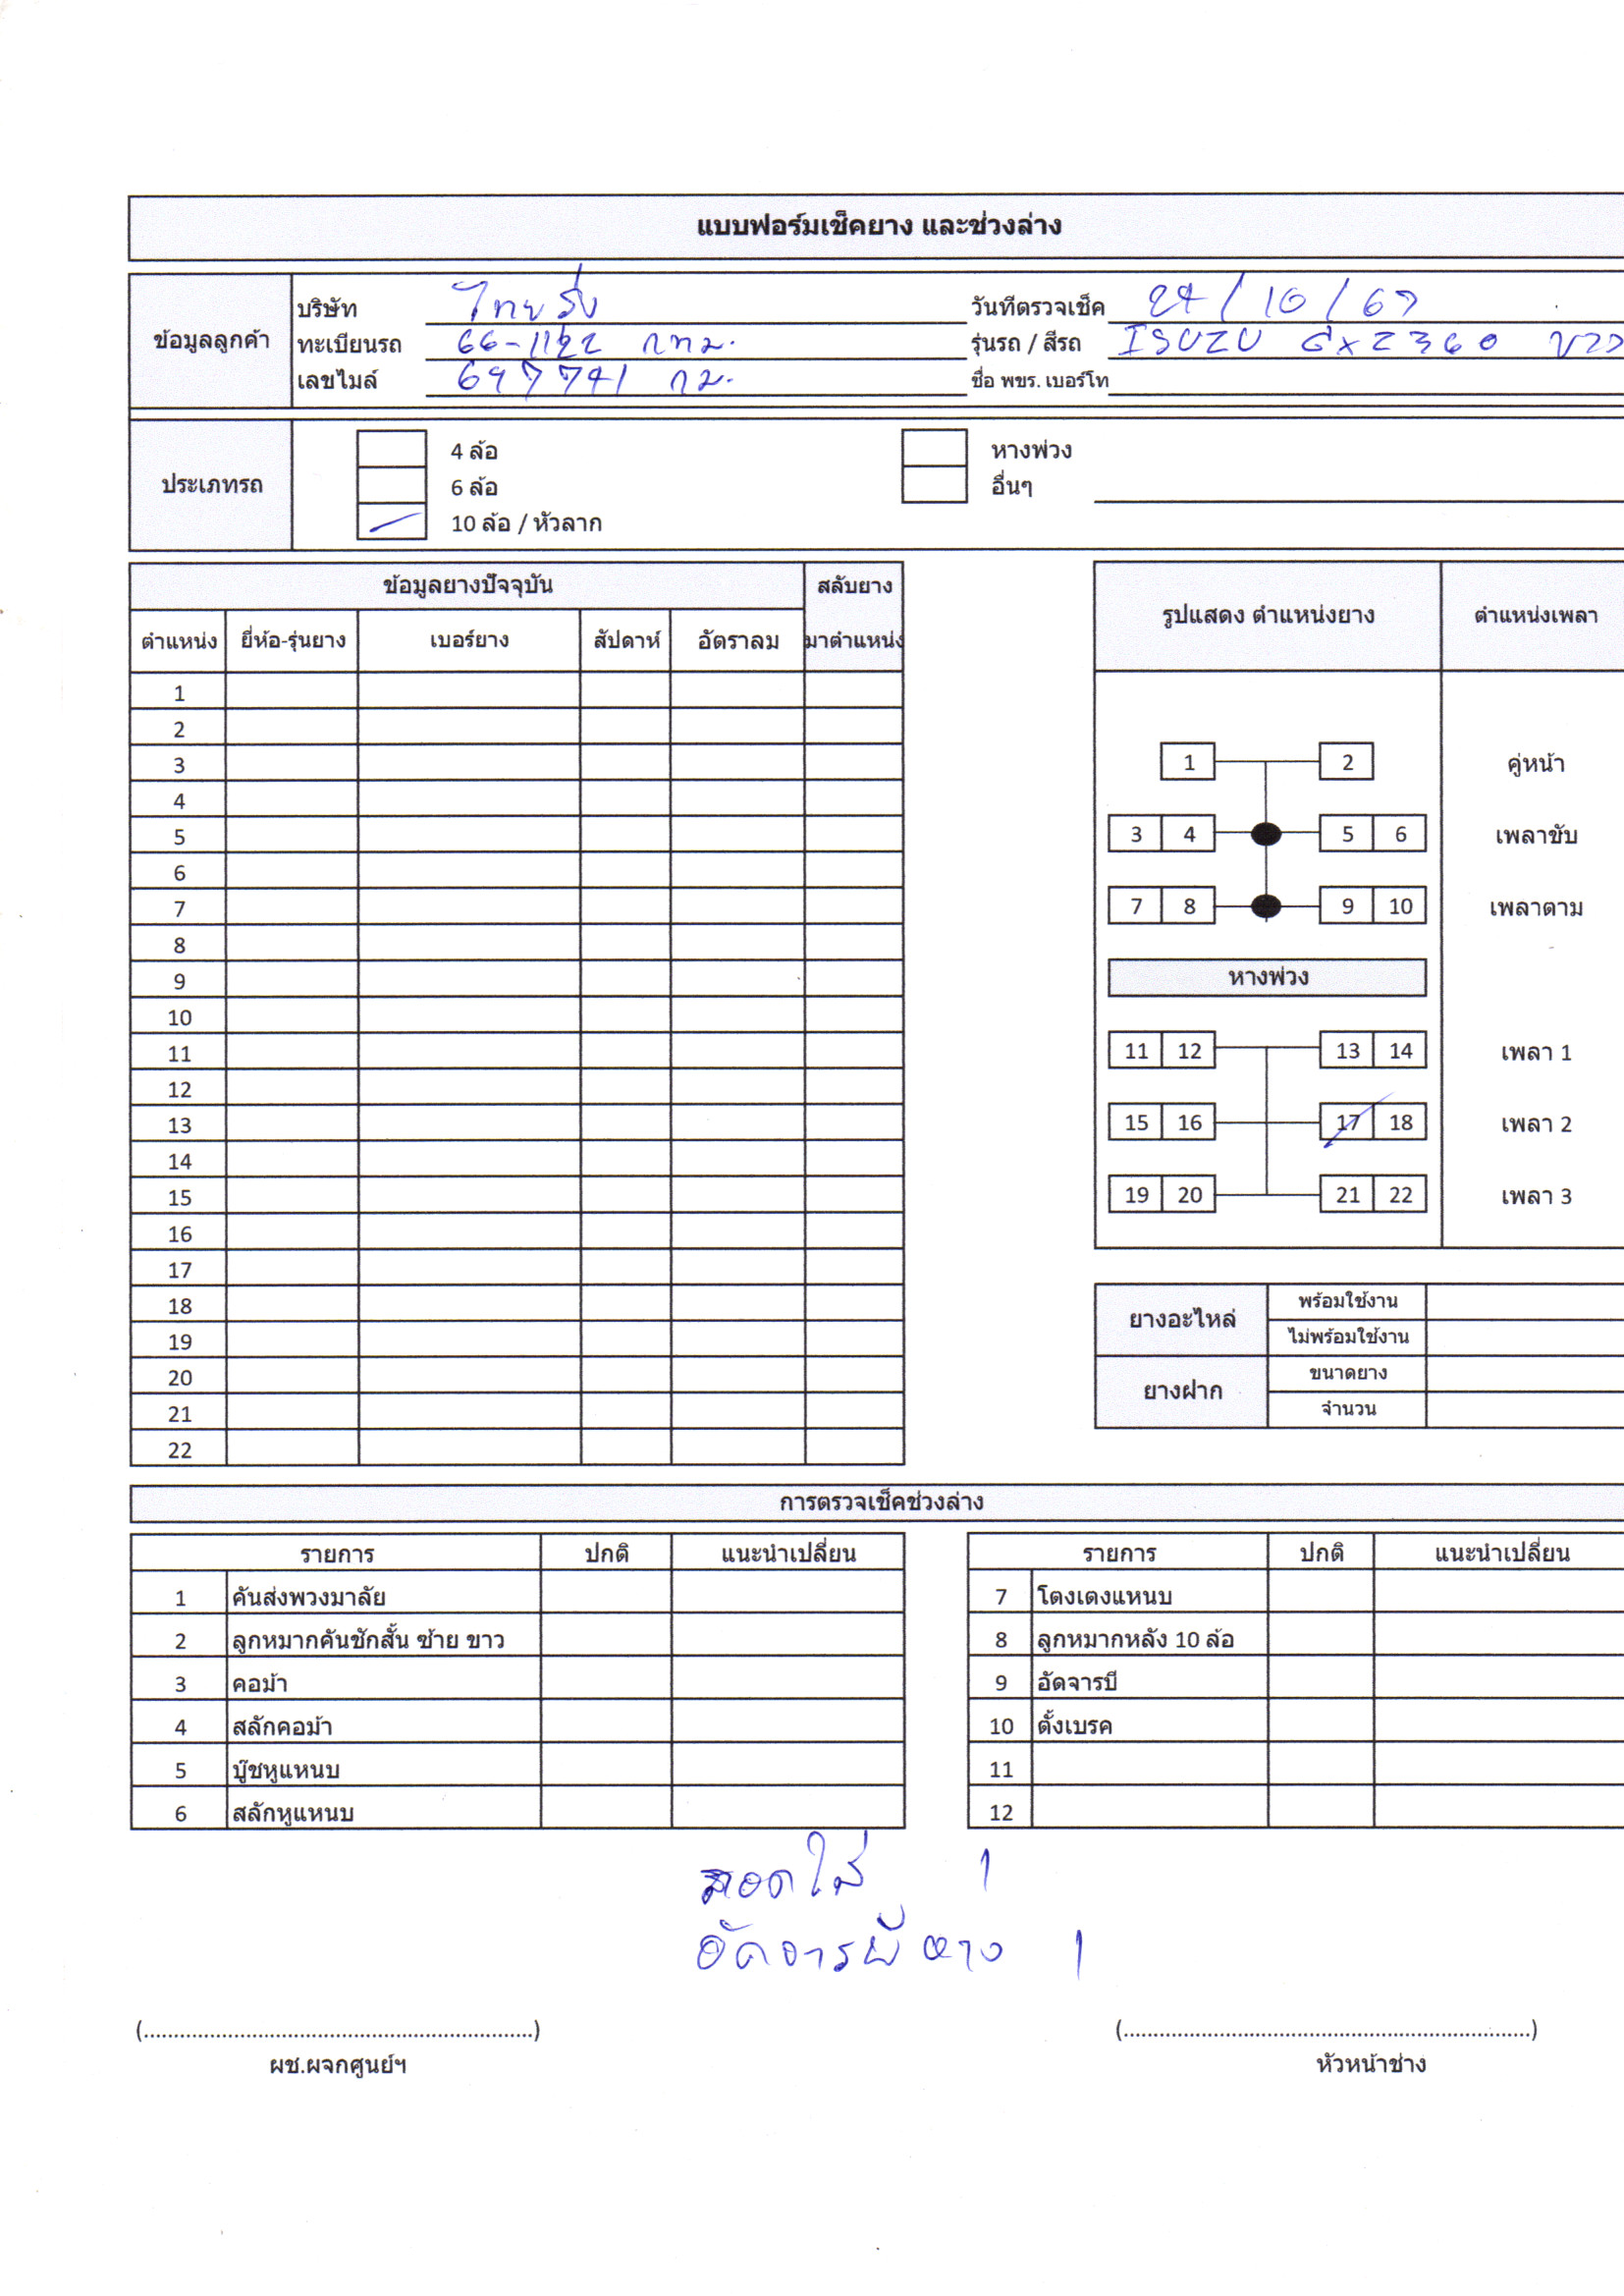 แบบฟอร์มเช็คยาง และช่วงล่าง
ข้อมูลลูกค้า
บริษัท ไทยรุ่ง วันที่ตรวจเช็ค 24/10/67
ทะเบียนรถ 66-1122 กทม. รุ่นรถ / สีรถ ISUZU GXZ360 ขาว
เลขไมล์ 697741 กม. ชื่อ พขร. เบอร์โท
ประเภทรถ
4 ล้อ หางพ่วง
6 ล้อ อื่นๆ
10 ล้อ / หัวลาก
ข้อมูลยางปัจจุบัน สลับยาง
ตำแหน่ง ยี่ห้อ-รุ่นยาง เบอร์ยาง สัปดาห์ อัตราลม มาตำแหน่ง
1
2
3
4
5
6
7
8
9
10
11
12
13
14
15
16
17
18
19
20
21
22
รูปแสดง ตำแหน่งยาง ตำแหน่งเพลา
1 2 คู่หน้า
3 4 5 6 เพลาขับ
7 8 9 10 เพลาตาม
หางพ่วง
11 12 13 14 เพลา 1
15 16 17 18 เพลา 2
19 20 21 22 เพลา 3
ยางอะไหล่ พร้อมใช้งาน
ไม่พร้อมใช้งาน
ยางฝาก ขนาดยาง
จำนวน
การตรวจเช็คช่วงล่าง
รายการ ปกติ แนะนำเปลี่ยน รายการ ปกติ แนะนำเปลี่ยน
1 คันส่งพวงมาลัย 7 โตงเตงแหนบ
2 ลูกหมากคันชักสั้น ซ้าย ขาว 8 ลูกหมากหลัง 10 ล้อ
3 คอม้า 9 อัดจารบี
4 สลักคอม้า 10 ตั้งเบรค
5 บู๊ชหูแหนบ 11
6 สลักหูแหนบ 12
ถอดใส่ 1
อัดจารบีหาง 1
(..................................................................) (......................................................................)
ผช.ผจกศูนย์ฯ หัวหน้าช่าง